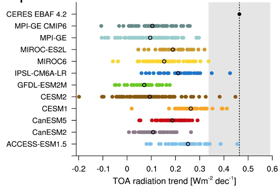 CERES EBAF 4.2
MPI-GE CMIP6
MPI-GE
MIROC-ES2L
MIROC6
IPSL-CM6A-LR
GFDL-ESM2M
CESM2
CESM1
CanESM5
CanESM2
ACCESS-ESM1.5
-0.2 -0.1 0 0.1 0.2 0.3 0.4 0.5 0.6
TOA radiation trend [Wm⁻² dec⁻¹]